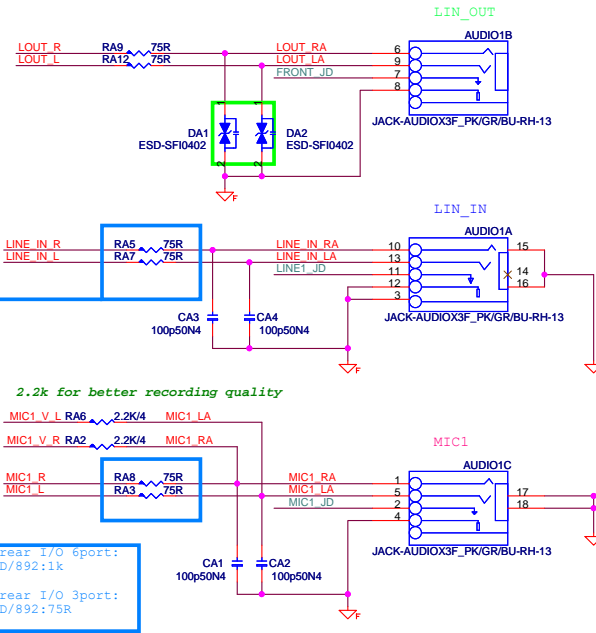 LIN_OUT
AUDIO1B
LOUT_R RA9 75R LOUT_RA 6
LOUT_L RA12 75R LOUT_LA 9
FRONT_JD 7
8
1 1
DA1 DA2
ESD-SFI0402 ESD-SFI0402
2 2
JACK-AUDIOX3F_PK/GR/BU-RH-13
F
LIN_IN
AUDIO1A
LINE_IN_R RA5 75R LINE_IN_RA 10 15
LINE_IN_L RA7 75R LINE_IN_LA 13
LINE1_JD 11 14
12 16
3
CA3 CA4
100p50N4 100p50N4
JACK-AUDIOX3F_PK/GR/BU-RH-13
F
2.2k for better recording quality
MIC1_V_L RA6 2.2K/4 MIC1_LA
MIC1_V_R RA2 2.2K/4 MIC1_RA
MIC1
AUDIO1C
MIC1_R RA8 75R MIC1_RA 1
MIC1_L RA3 75R MIC1_LA 5 17
MIC1_JD 2 18
4
JACK-AUDIOX3F_PK/GR/BU-RH-13
CA1 CA2
100p50N4 100p50N4
F
rear I/O 6port:
D/892:1k
rear I/O 3port:
D/892:75R